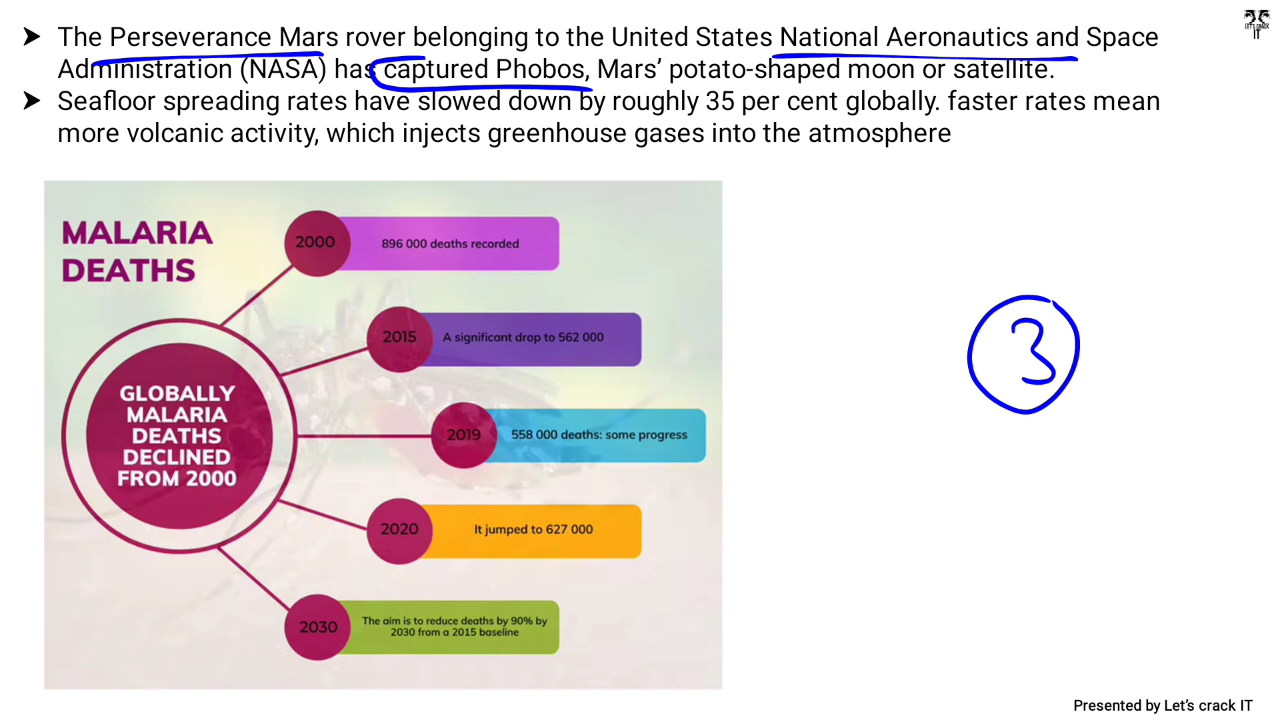 ➤ The Perseverance Mars rover belonging to the United States National Aeronautics and Space
Administration (NASA) has captured Phobos, Mars’ potato-shaped moon or satellite.
➤ Seafloor spreading rates have slowed down by roughly 35 per cent globally. faster rates mean
more volcanic activity, which injects greenhouse gases into the atmosphere
LET'S CRACK
IT
MALARIA
DEATHS
2000
896 000 deaths recorded
2015
A significant drop to 562 000
GLOBALLY
MALARIA
DEATHS
DECLINED
FROM 2000
2019
558 000 deaths: some progress
2020
It jumped to 627 000
2030
The aim is to reduce deaths by 90% by
2030 from a 2015 baseline
3
Presented by Let’s crack IT